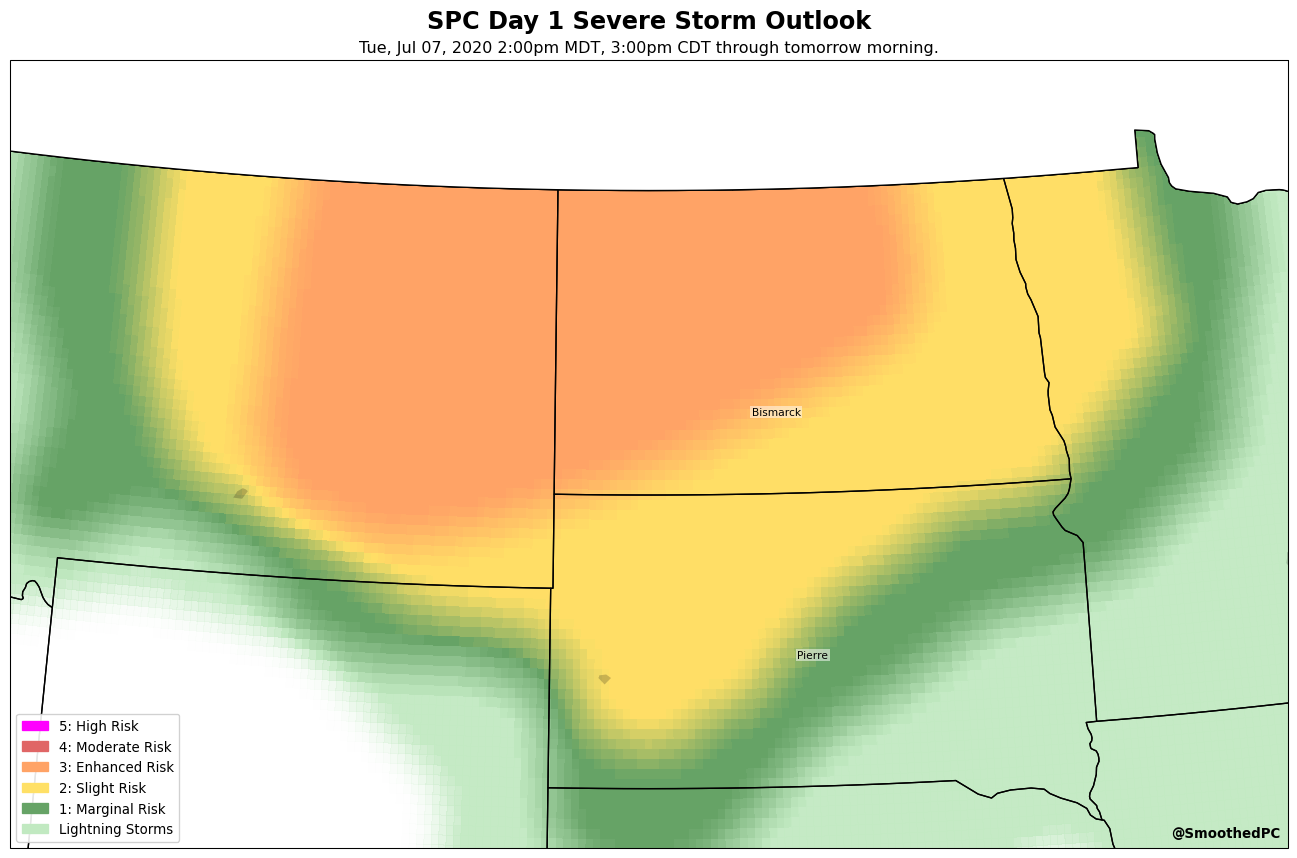 SPC Day 1 Severe Storm Outlook
Tue, Jul 07, 2020 2:00pm MDT, 3:00pm CDT through tomorrow morning.
Bismarck
Pierre
5: High Risk
4: Moderate Risk
3: Enhanced Risk
2: Slight Risk
1: Marginal Risk
Lightning Storms
@SmoothedPC